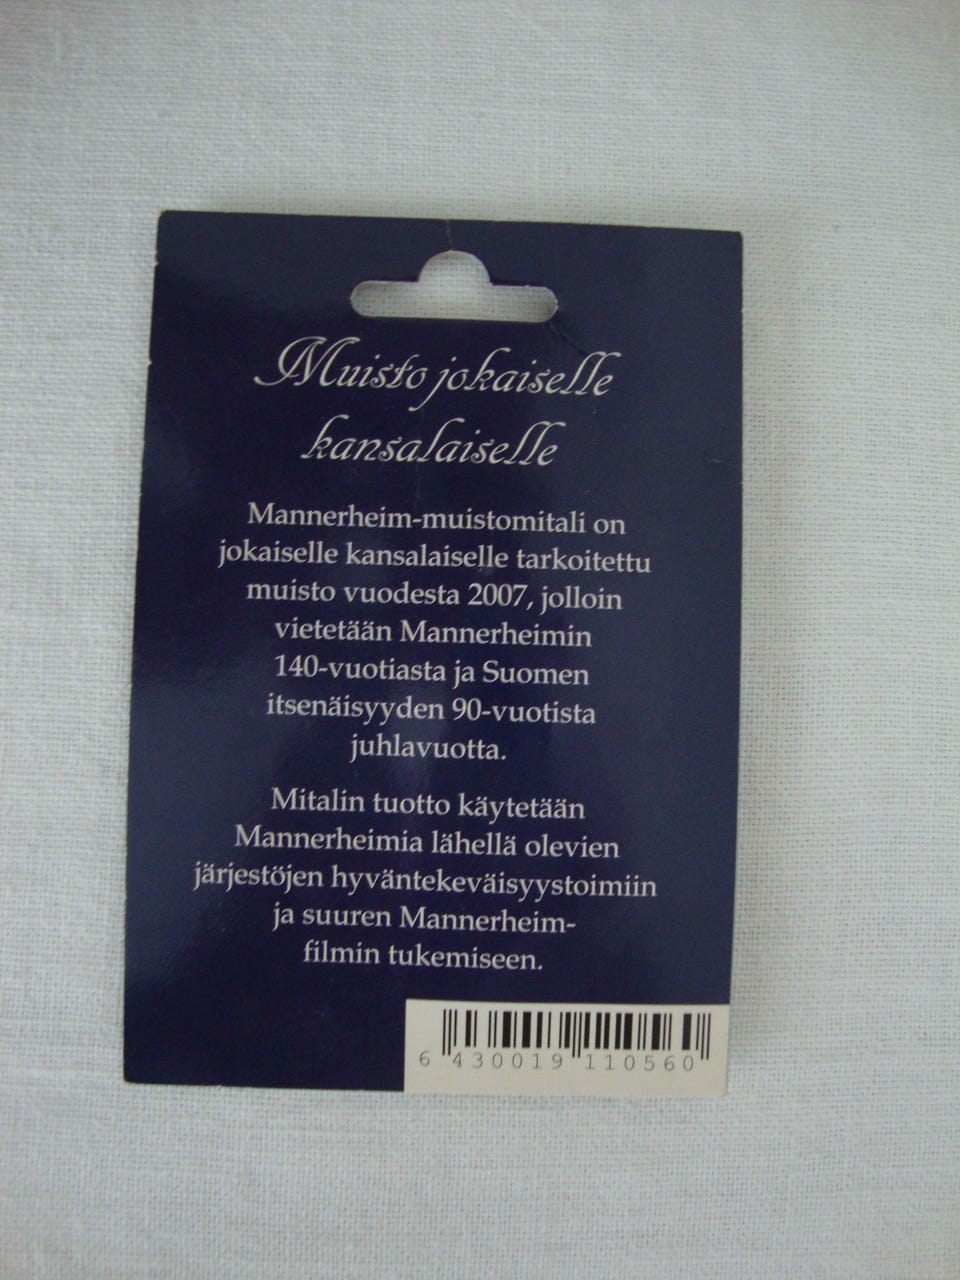 Muisto jokaiselle
kansalaiselle
Mannerheim-muistomitali on
jokaiselle kansalaiselle tarkoitettu
muisto vuodesta 2007, jolloin
vietetään Mannerheimin
140-vuotiasta ja Suomen
itsenäisyyden 90-vuotista
juhlavuotta.
Mitalin tuotto käytetään
Mannerheimia lähellä olevien
järjestöjen hyväntekeväisyystoimiin
ja suuren Mannerheim-
filmin tukemiseen.
6 430019 110560